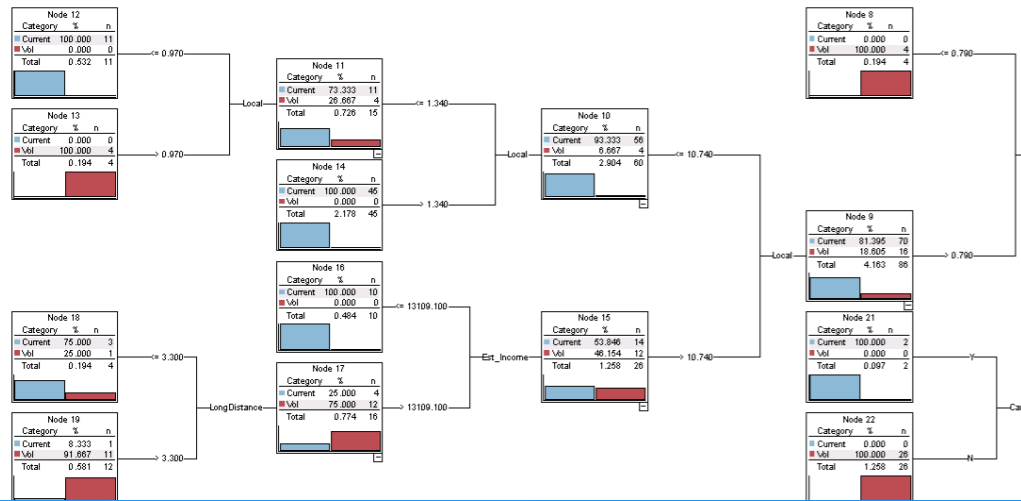 Node 12
Category % n
Current 100.000 11
Vol 0.000 0
Total 0.532 11
<= 0.970
Node 13
Category % n
Current 0.000 0
Vol 100.000 4
Total 0.194 4
> 0.970
Local
Node 11
Category % n
Current 73.333 11
Vol 26.667 4
Total 0.726 15
<= 1.340
Node 14
Category % n
Current 100.000 45
Vol 0.000 0
Total 2.178 45
> 1.340
Local
Node 10
Category % n
Current 93.333 56
Vol 6.667 4
Total 2.904 60
<= 10.740
Node 18
Category % n
Current 75.000 3
Vol 25.000 1
Total 0.194 4
<= 3.300
Node 19
Category % n
Current 8.333 1
Vol 91.667 11
Total 0.581 12
> 3.300
LongDistance
Node 16
Category % n
Current 100.000 10
Vol 0.000 0
Total 0.484 10
<= 13109.100
Node 17
Category % n
Current 25.000 4
Vol 75.000 12
Total 0.774 16
> 13109.100
Est_Income
Node 15
Category % n
Current 53.846 14
Vol 46.154 12
Total 1.258 26
> 10.740
Local
Node 8
Category % n
Current 0.000 0
Vol 100.000 4
Total 0.194 4
<= 0.790
Node 9
Category % n
Current 81.395 70
Vol 18.605 16
Total 4.163 86
> 0.790
Node 21
Category % n
Current 100.000 2
Vol 0.000 0
Total 0.097 2
Y
Node 22
Category % n
Current 0.000 0
Vol 100.000 26
Total 1.258 26
N
Ca